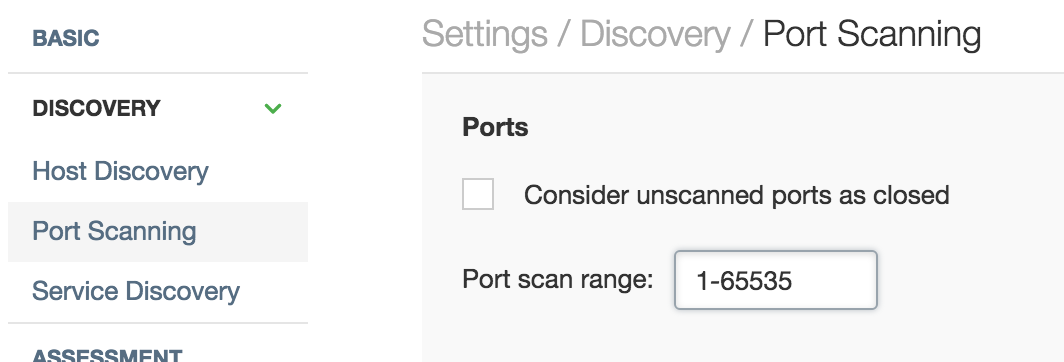 BASIC
DISCOVERY
Host Discovery
Port Scanning
Service Discovery
ASSESSMENT
Settings / Discovery / Port Scanning
Ports
Consider unscanned ports as closed
Port scan range: 1-65535